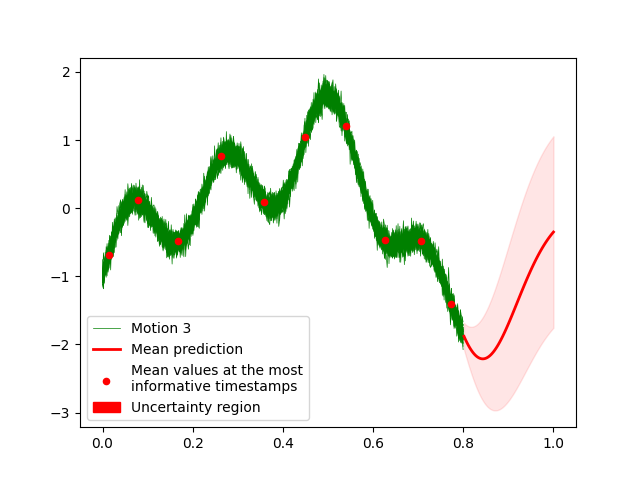 2
1
0
−1
−2
−3
Motion 3
Mean prediction
Mean values at the most
informative timestamps
Uncertainty region
0.0 0.2 0.4 0.6 0.8 1.0